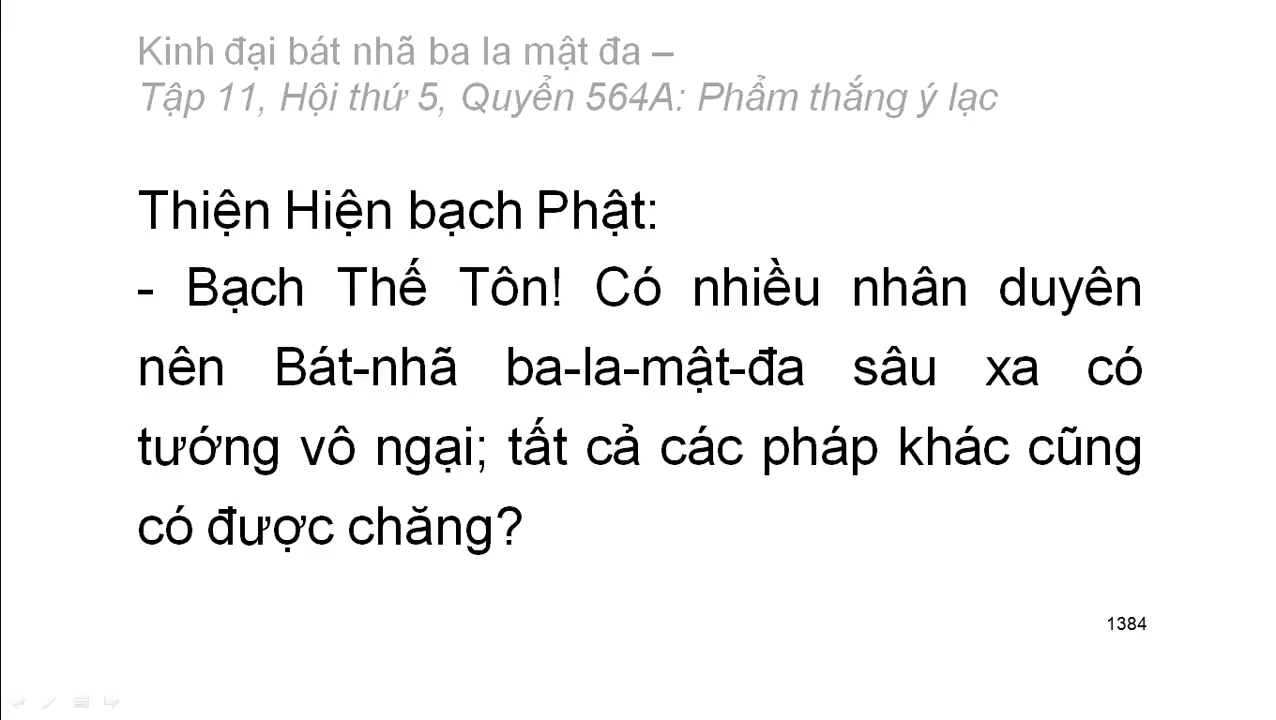 Kinh đại bát nhã ba la mật đa –
Tập 11, Hội thứ 5, Quyển 564A: Phẩm thắng ý lạc
Thiện Hiện bạch Phật:
- Bạch Thế Tôn! Có nhiều nhân duyên
nên Bát-nhã ba-la-mật-đa sâu xa có
tướng vô ngại; tất cả các pháp khác cũng
có được chăng?
1384